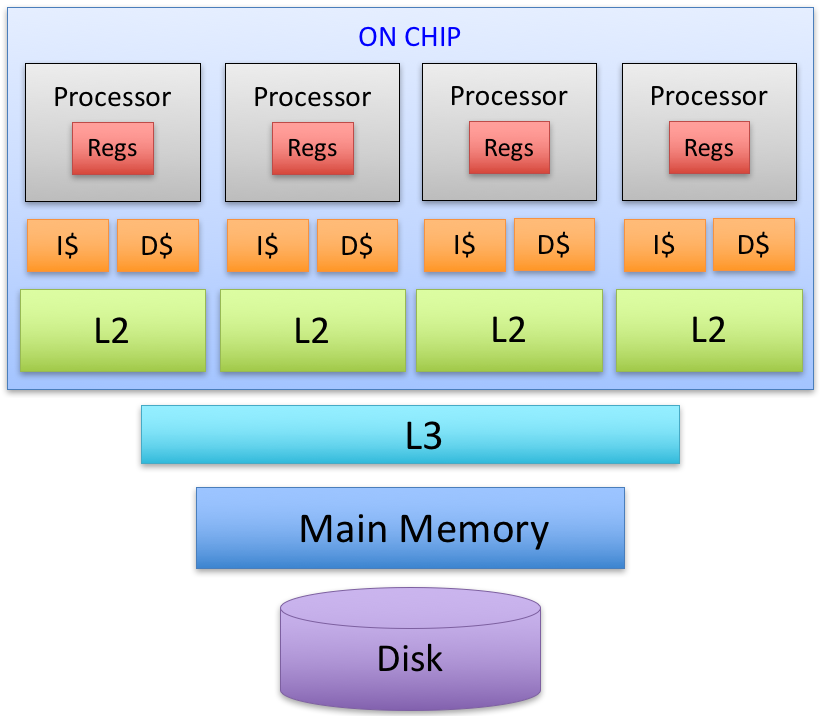 ON CHIP
Processor Processor Processor Processor
Regs Regs Regs Regs
I$ D$ I$ D$ I$ D$ I$ D$
L2 L2 L2 L2
L3
Main Memory
Disk